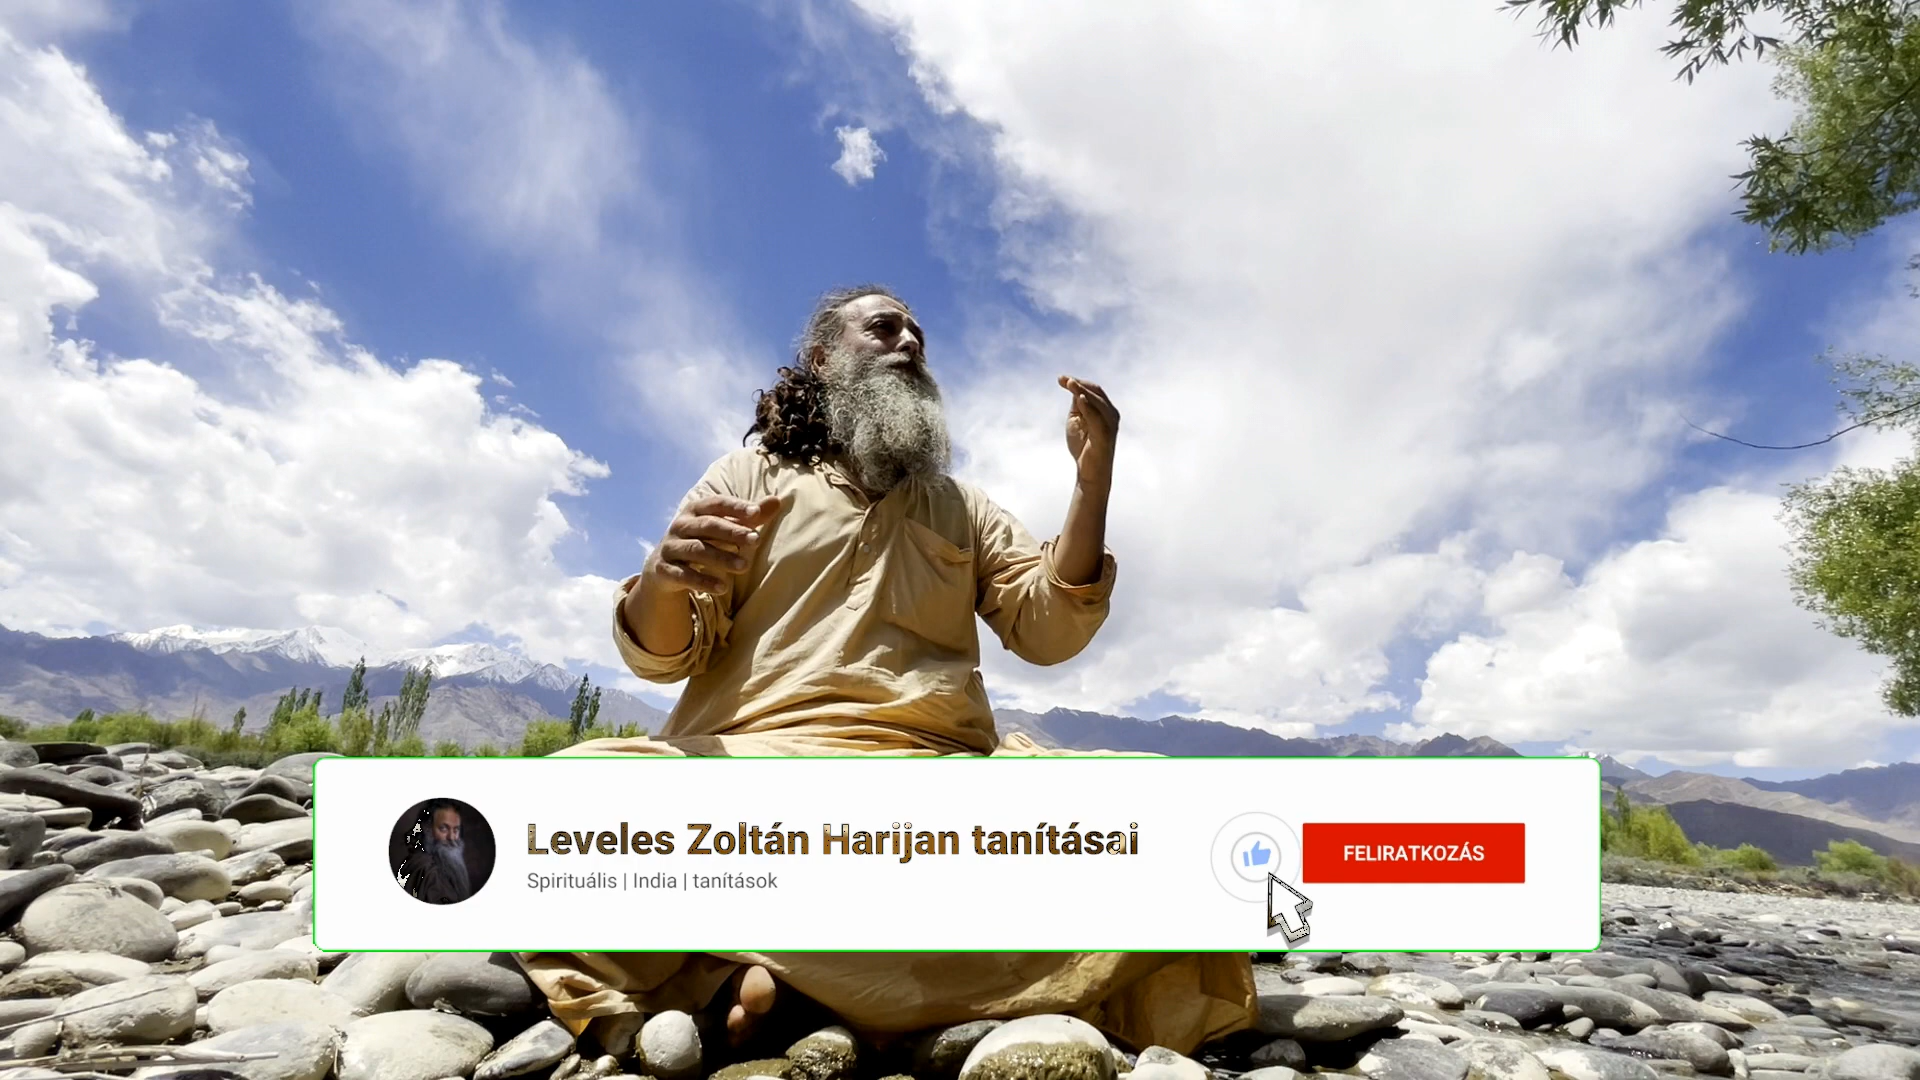 Leveles Zoltán Harijan tanításai
Spirituális | India | tanítások
FELIRATKOZÁS